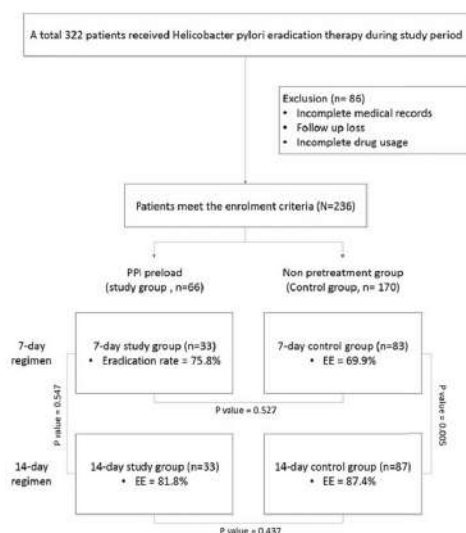 A total 322 patients received Helicobacter pylori eradication therapy during study period
Exclusion (n= 86)
• Incomplete medical records
• Follow up loss
• Incomplete drug usage
Patients meet the enrolment criteria (N=236)
PPI preload
(study group , n=66)
Non pretreatment group
(Control group, n= 170)
7-day
regimen
7-day study group (n=33)
• Eradication rate = 75.8%
7-day control group (n=83)
• EE = 69.9%
P value = 0.527
P value = 0.547
P value = 0.005
14-day
regimen
14-day study group (n=33)
• EE = 81.8%
14-day control group (n=87)
• EE = 87.4%
P value = 0.437